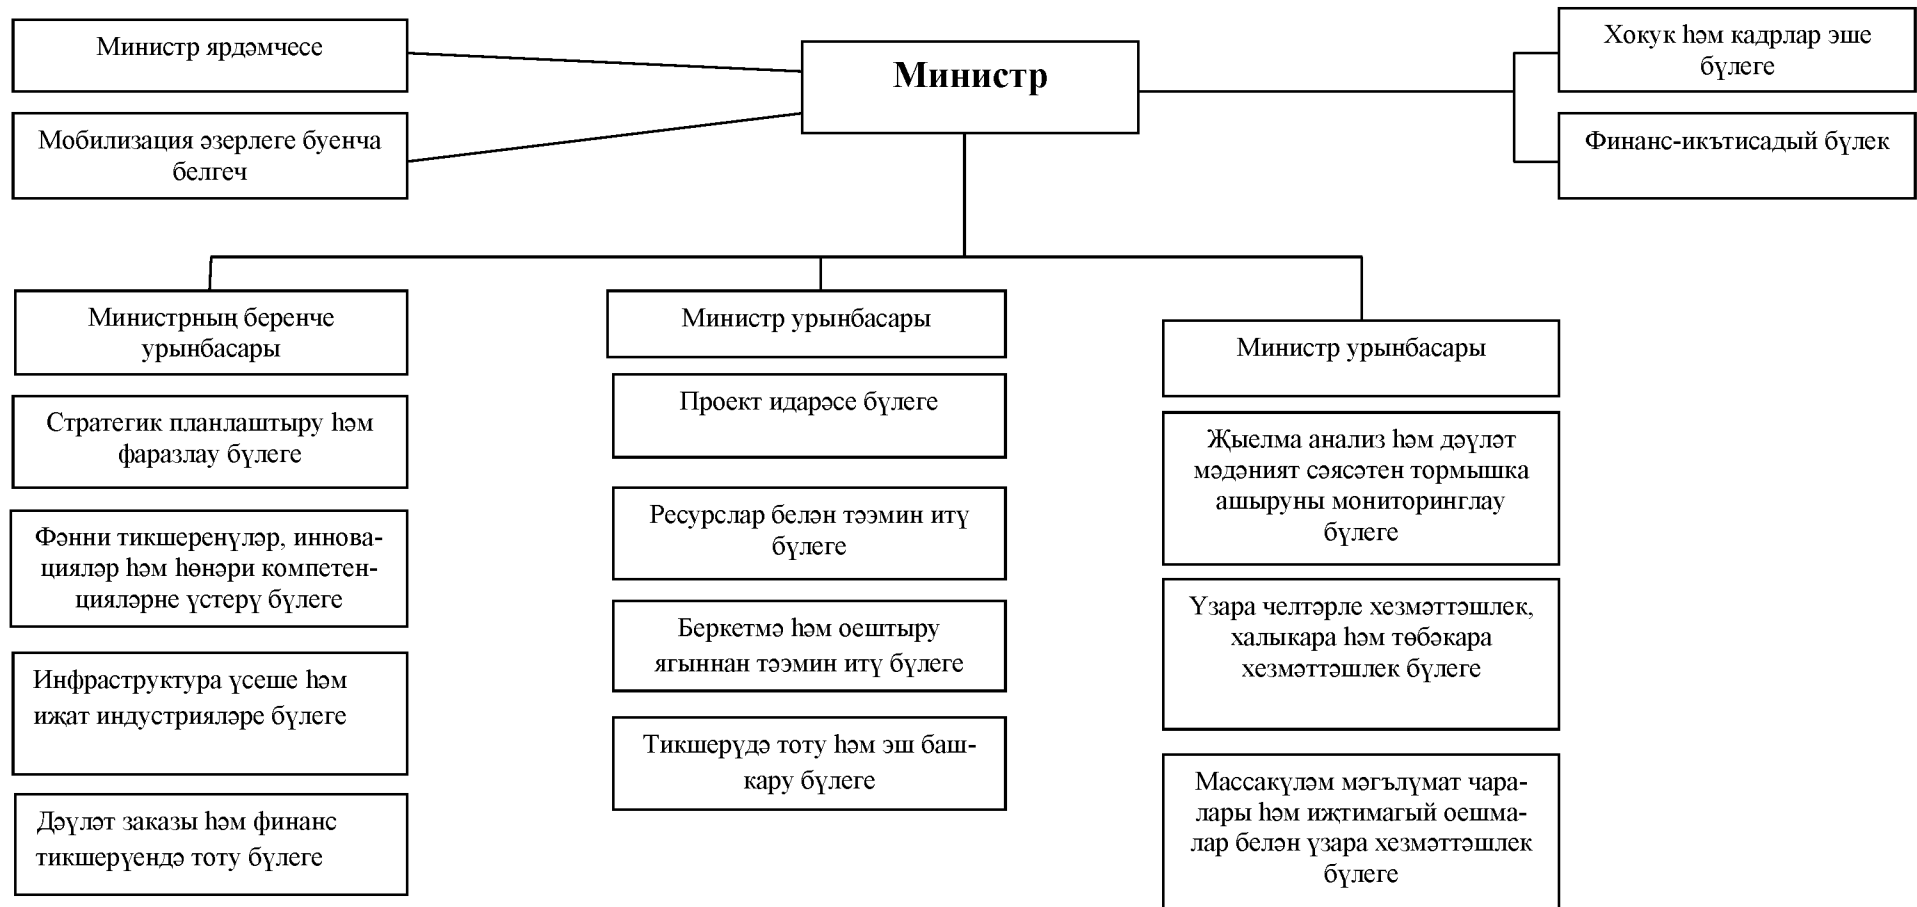 Министр ярдәмчесе
Мобилизация әзерлеге буенча
белгеч
Министр
Хокук һәм кадрлар эше
бүлеге
Финанс-икътисадый бүлек
Министрның беренче
урынбасары
Стратегик планлаштыру һәм
фаразлау бүлеге
Фәнни тикшеренүләр, иннова-
цияләр һәм һөнәри компетен-
цияләрне үстерү бүлеге
Инфраструктура үсеше һәм
иҗат индустрияләре бүлеге
Дәүләт заказы һәм финанс
тикшерүендә тоту бүлеге
Министр урынбасары
Проект идарәсе бүлеге
Ресурслар белән тәэмин итү
бүлеге
Беркетмә һәм оештыру
ягыннан тәэмин итү бүлеге
Тикшерүдә тоту һәм эш баш-
кару бүлеге
Министр урынбасары
Җыелма анализ һәм дәүләт
мәдәният сәясәтен тормышка
ашыруны мониторинглау
бүлеге
Үзара челтәрле хезмәттәшлек,
халыкара һәм төбәкара
хезмәттәшлек бүлеге
Массакүләм мәгълүмат чара-
лары һәм иҗтимагый оешма-
лар белән үзара хезмәттәшлек
бүлеге